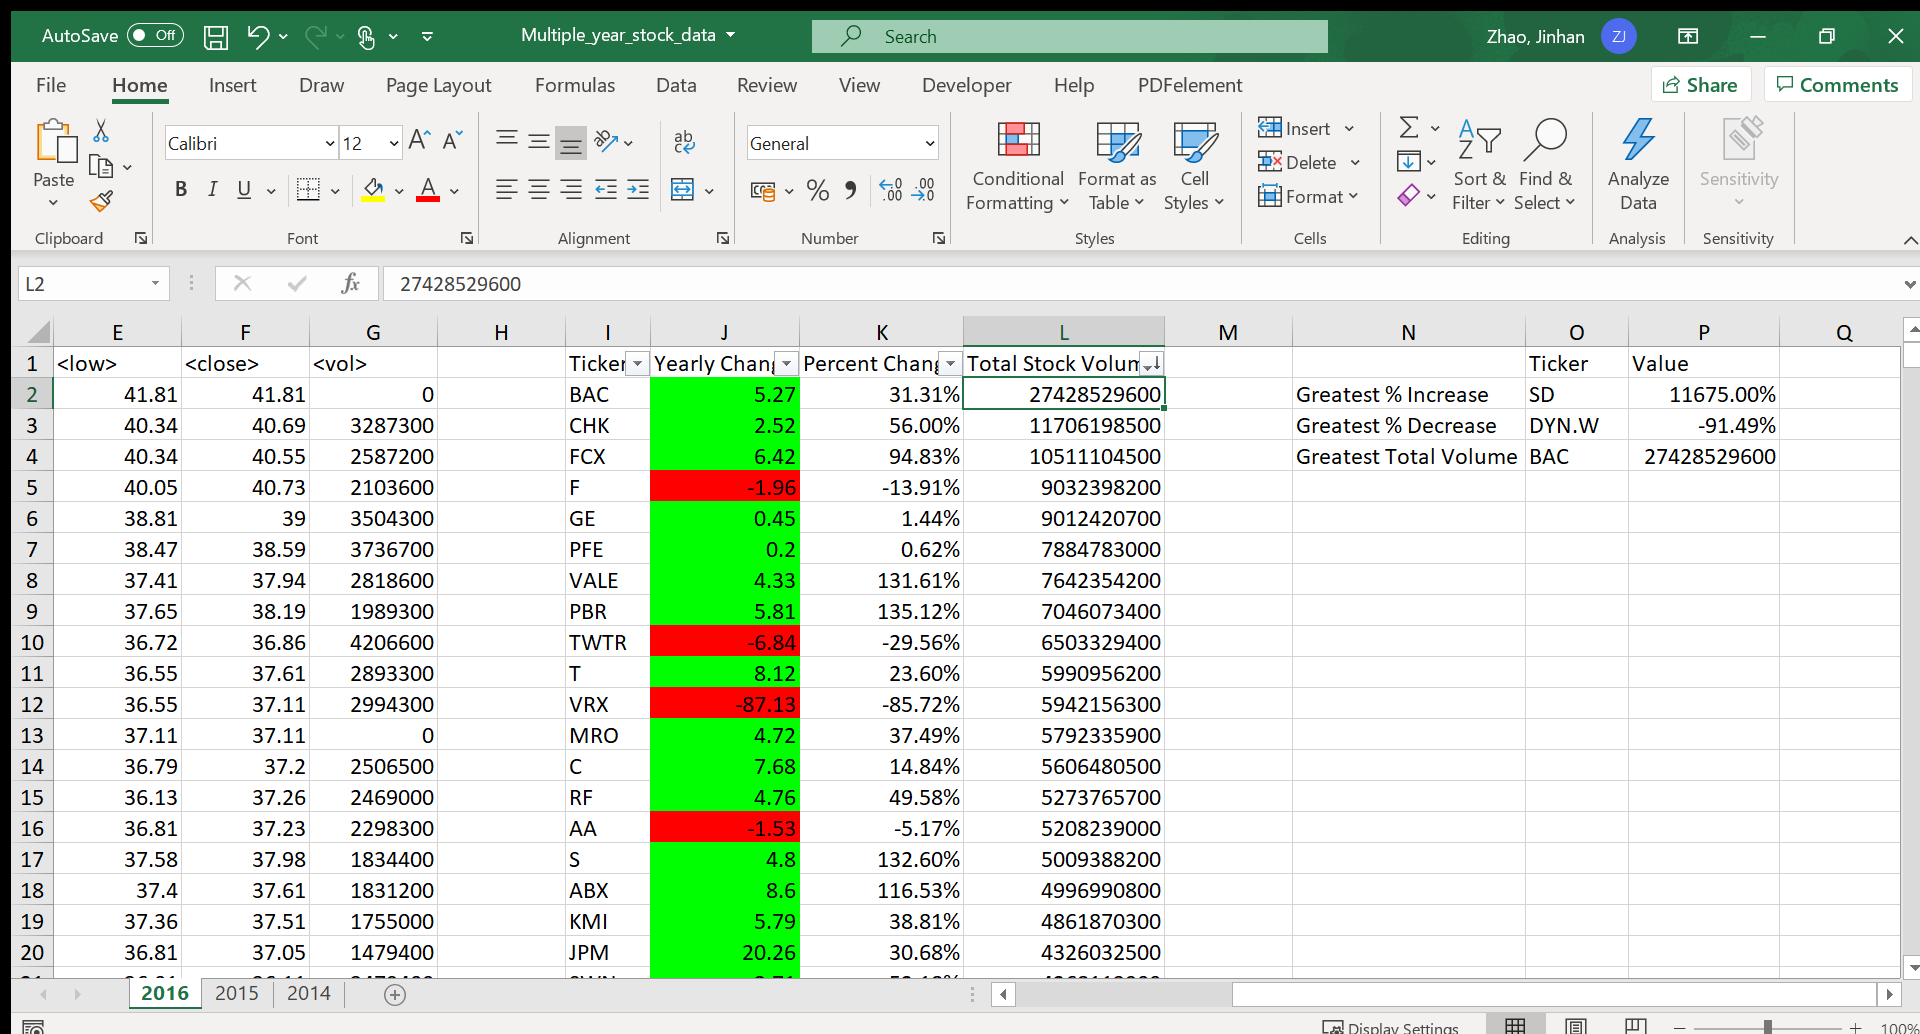 AutoSave Off Multiple_year_stock_data Search Zhao, Jinhan ZJ
File Home Insert Draw Page Layout Formulas Data Review View Developer Help PDFelement Share Comments
Paste Calibri 12 General Conditional Formatting Format as Table Cell Styles Insert Delete Format Sort & Filter Find & Select Analyze Data Sensitivity
Clipboard Font Alignment Number Styles Cells Editing Analysis Sensitivity
L2 fx 27428529600
E F G H I J K L M N O P Q
1 <low> <close> <vol> Ticker Yearly Chang Percent Chang Total Stock Volum Ticker Value
2 41.81 41.81 0 BAC 5.27 31.31% 27428529600 Greatest % Increase SD 11675.00%
3 40.34 40.69 3287300 CHK 2.52 56.00% 11706198500 Greatest % Decrease DYN.W -91.49%
4 40.34 40.55 2587200 FCX 6.42 94.83% 10511104500 Greatest Total Volume BAC 27428529600
5 40.05 40.73 2103600 F -1.96 -13.91% 9032398200
6 38.81 39 3504300 GE 0.45 1.44% 9012420700
7 38.47 38.59 3736700 PFE 0.2 0.62% 7884783000
8 37.41 37.94 2818600 VALE 4.33 131.61% 7642354200
9 37.65 38.19 1989300 PBR 5.81 135.12% 7046073400
10 36.72 36.86 4206600 TWTR -6.84 -29.56% 6503329400
11 36.55 37.61 2893300 T 8.12 23.60% 5990956200
12 36.55 37.11 2994300 VRX -87.13 -85.72% 5942156300
13 37.11 37.11 0 MRO 4.72 37.49% 5792335900
14 36.79 37.2 2506500 C 7.68 14.84% 5606480500
15 36.13 37.26 2469000 RF 4.76 49.58% 5273765700
16 36.81 37.23 2298300 AA -1.53 -5.17% 5208239000
17 37.58 37.98 1834400 S 4.8 132.60% 5009388200
18 37.4 37.61 1831200 ABX 8.6 116.53% 4996990800
19 37.36 37.51 1755000 KMI 5.79 38.81% 4861870300
20 36.81 37.05 1479400 JPM 20.26 30.68% 4326032500
2016 2015 2014
Display Settings 100%